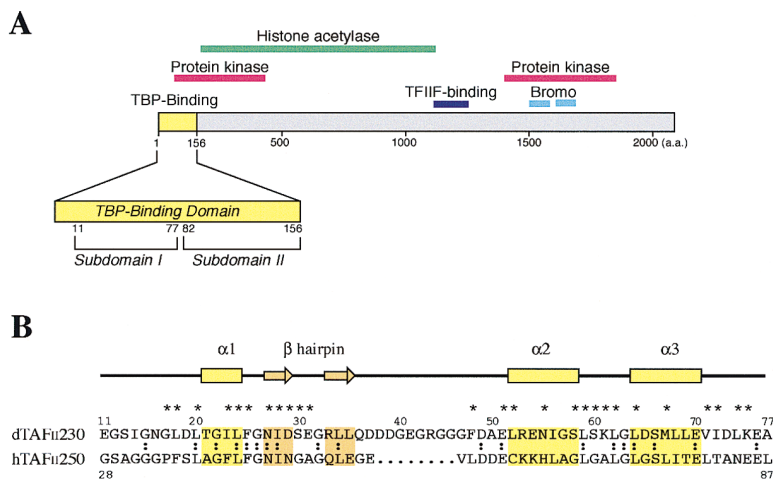 A
Histone acetylase
Protein kinase Protein kinase
TBP-Binding TFIIF-binding Bromo
1 156 500 1000 1500 2000 (a.a.)
TBP-Binding Domain
11 77 82 156
Subdomain I Subdomain II
B
α1 β hairpin α2 α3
** * *** ***** * ** * ***** * * ** **
11 20 30 40 50 60 70 77
dTAFII230 EGSIGNGLDLTGILFGNIDSEGRLLQDDDGEGRGGGFDAELRENIGSLSKLGLDSMLLEVIDLKEA
hTAFII250 GSAGGGPFSLAGFLFGNINGAGQLEGE........VLDDECKKHLAGLGALGLGSLITELTANEEL
28 87